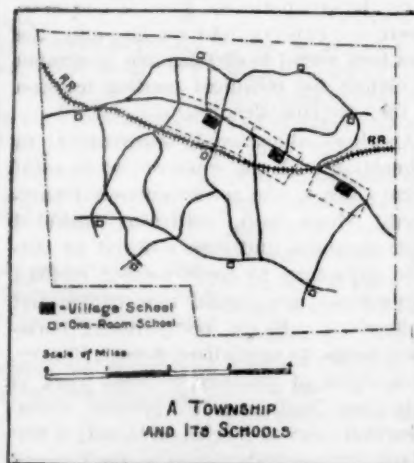 RR.
RR.
=Village School
=One-Room School
Scale of Miles
A TOWNSHIP
AND ITS SCHOOLS